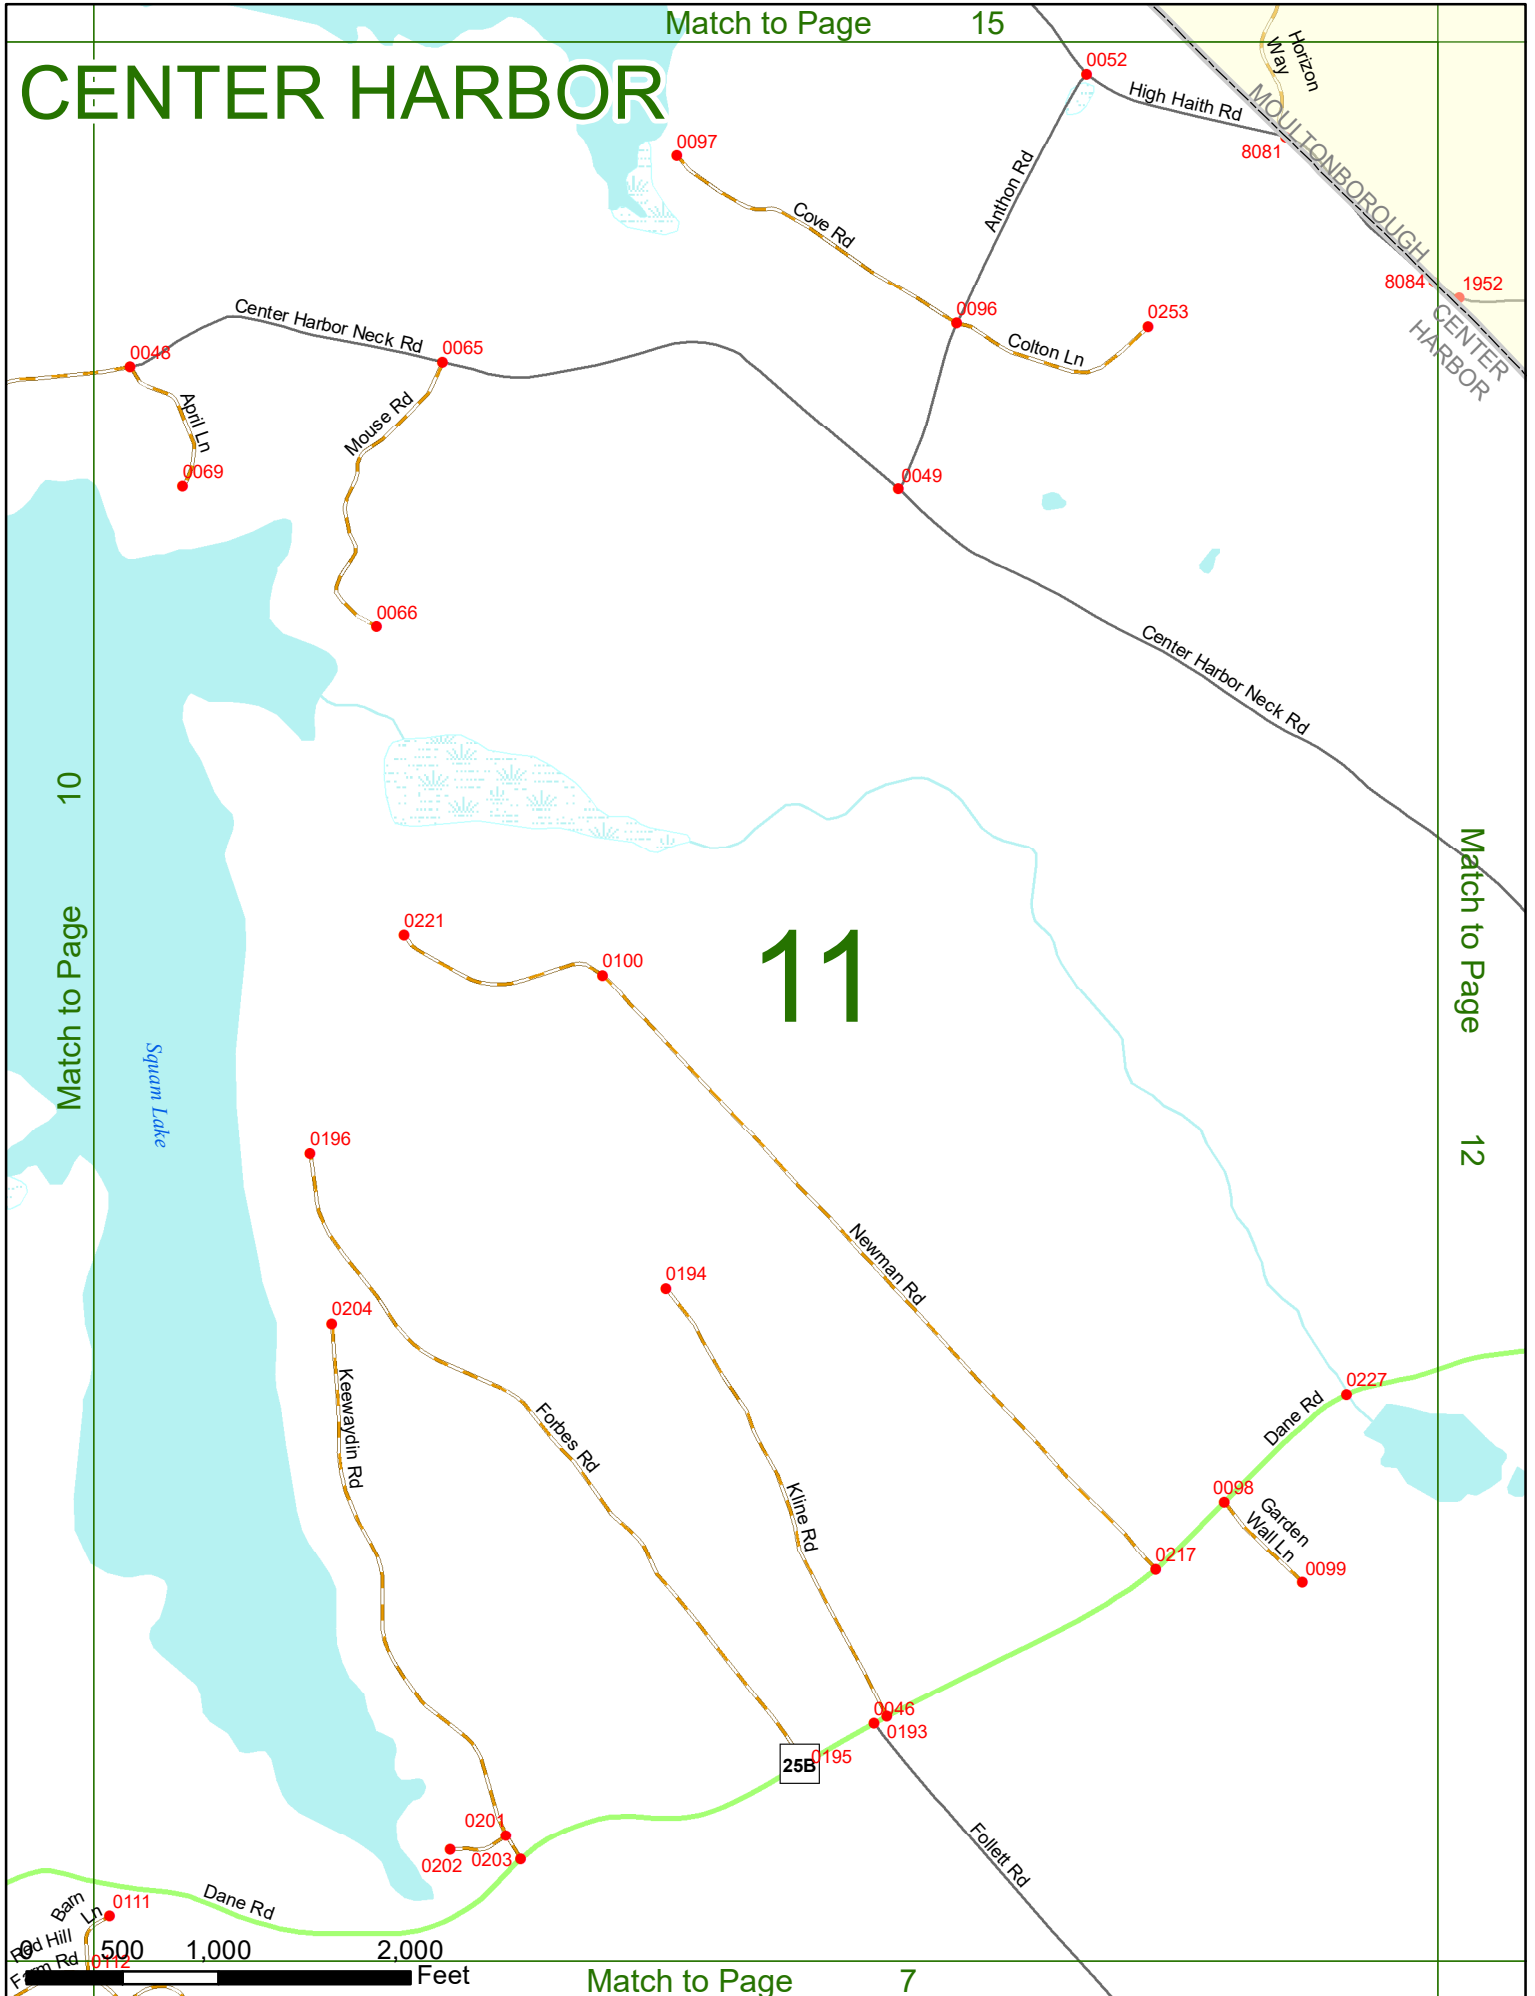 Match to Page 15
CENTER HARBOR
Horizon
Way
0052
High Haith Rd
MOULTONBOROUGH
8081
0097
Anthon Rd
Cove Rd
8084
1952
CENTER
HARBOR
Center Harbor Neck Rd
0096
0253
Colton Ln
0048
0065
April Ln
Mouse Rd
0069
0049
0066
Center Harbor Neck Rd
Match to Page 10
Match to Page 12
0221
0100
11
Squam Lake
0196
Newman Rd
0194
0204
Keewaydin Rd
Forbes Rd
0227
Dane Rd
Kline Rd
0098
Garden
Wall Ln
0217
0099
0046
0193
25B
0195
0201
0202
0203
Follett Rd
Dane Rd
Barn
Ln
0111
Red Hill
Farm Rd
0112
0 500 1,000 2,000
Feet
Match to Page 7